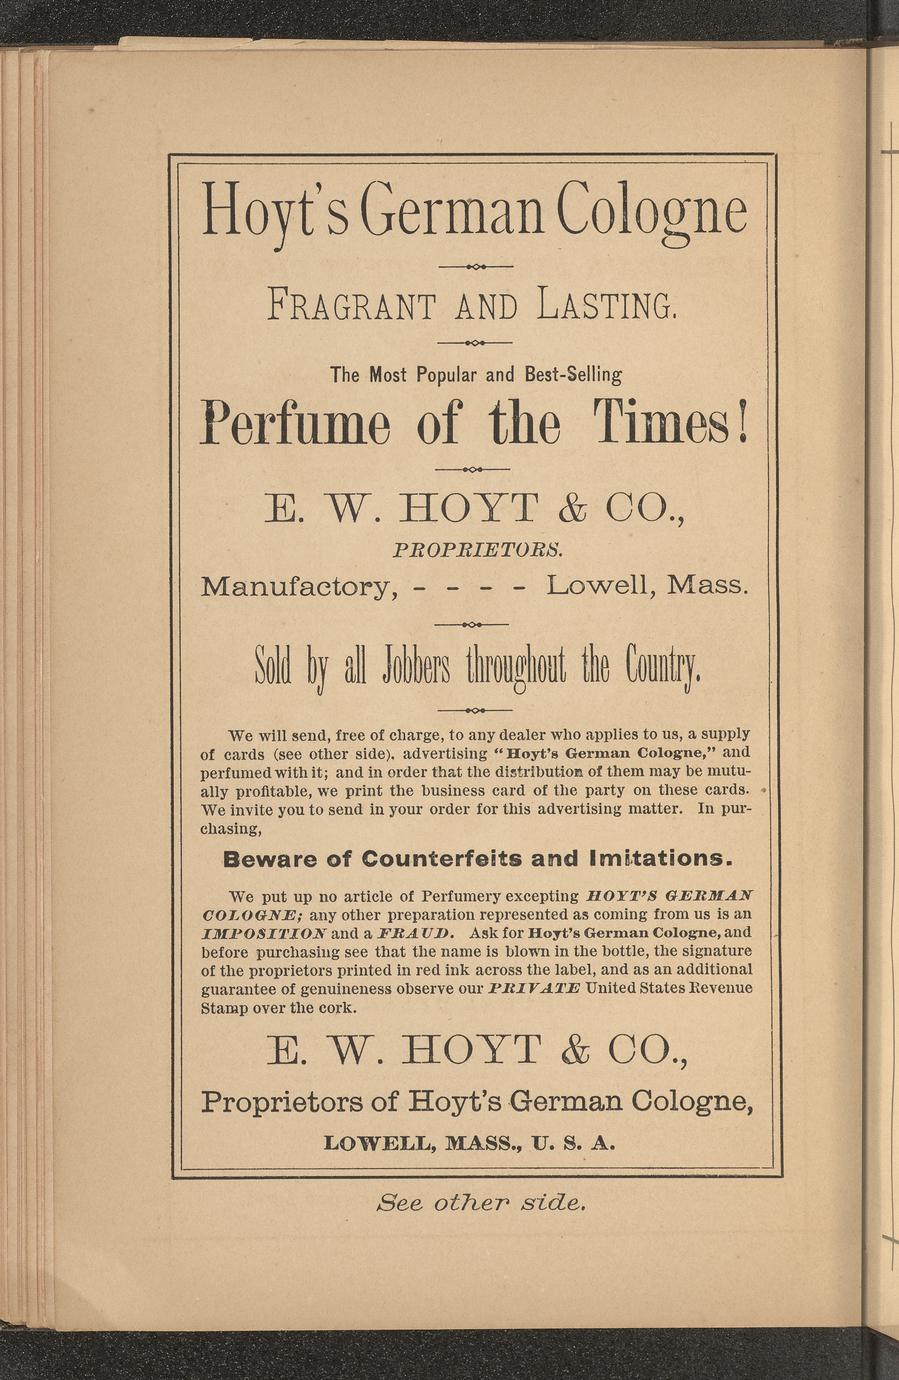 Hoyt's German Cologne
FRAGRANT AND LASTING.
The Most Popular and Best-Selling
Perfume of the Times!
E. W. HOYT & CO.,
PROPRIETORS.
Manufactory, - - - - Lowell, Mass.
Sold by all Jobbers throughout the Country.
We will send, free of charge, to any dealer who applies to us, a supply
of cards (see other side), advertising "Hoyt's German Cologne," and
perfumed with it; and in order that the distribution of them may be mutu-
ally profitable, we print the business card of the party on these cards.
We invite you to send in your order for this advertising matter. In pur-
chasing,
Beware of Counterfeits and Imitations.
We put up no article of Perfumery excepting HOYT'S GERMAN
COLOGNE; any other preparation represented as coming from us is an
IMPOSITION and a FRAUD. Ask for Hoyt's German Cologne, and
before purchasing see that the name is blown in the bottle, the signature
of the proprietors printed in red ink across the label, and as an additional
guarantee of genuineness observe our PRIVATE United States Revenue
Stamp over the cork.
E. W. HOYT & CO.,
Proprietors of Hoyt's German Cologne,
LOWELL, MASS., U. S. A.
See other side.